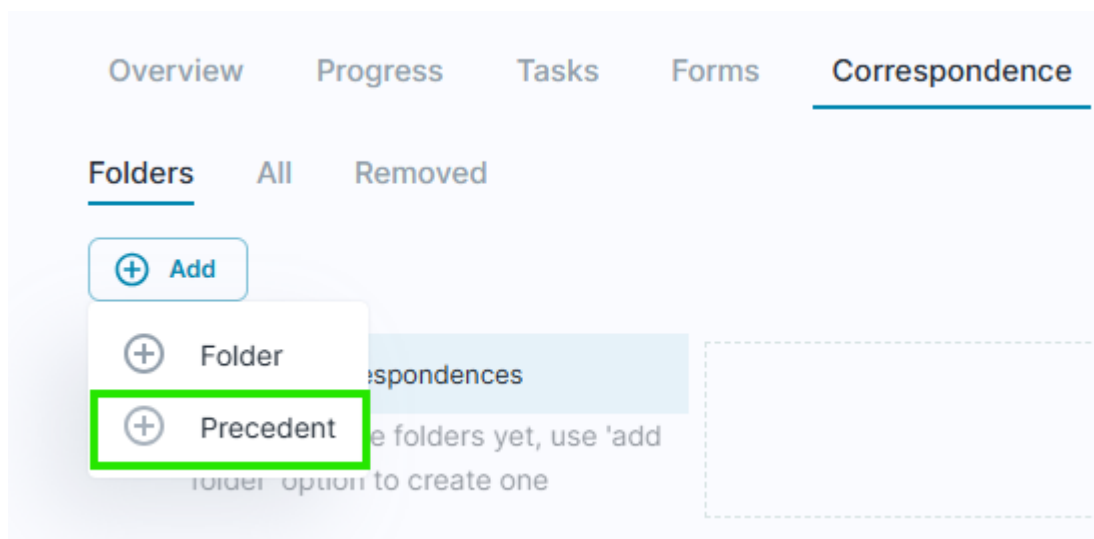 Overview Progress Tasks Forms Correspondence
Folders All Removed
Add
Folder
espondences
Precedent
e folders yet, use 'add
folder' option to create one